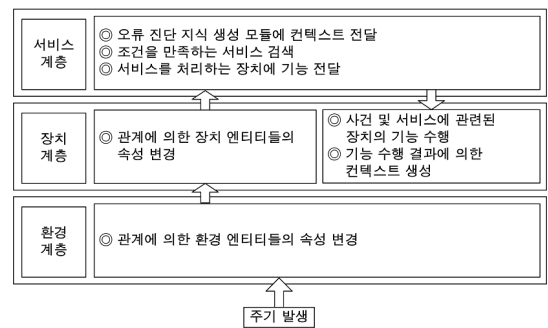 서비스
계층
◎ 오류 진단 지식 생성 모듈에 컨텍스트 전달
◎ 조건을 만족하는 서비스 검색
◎ 서비스를 처리하는 장치에 기능 전달
장치
계층
◎ 관계에 의한 장치 엔티티들의
속성 변경
◎ 사건 및 서비스에 관련된
장치의 기능 수행
◎ 기능 수행 결과에 의한
컨텍스트 생성
환경
계층
◎ 관계에 의한 환경 엔티티들의 속성 변경
주기 발생